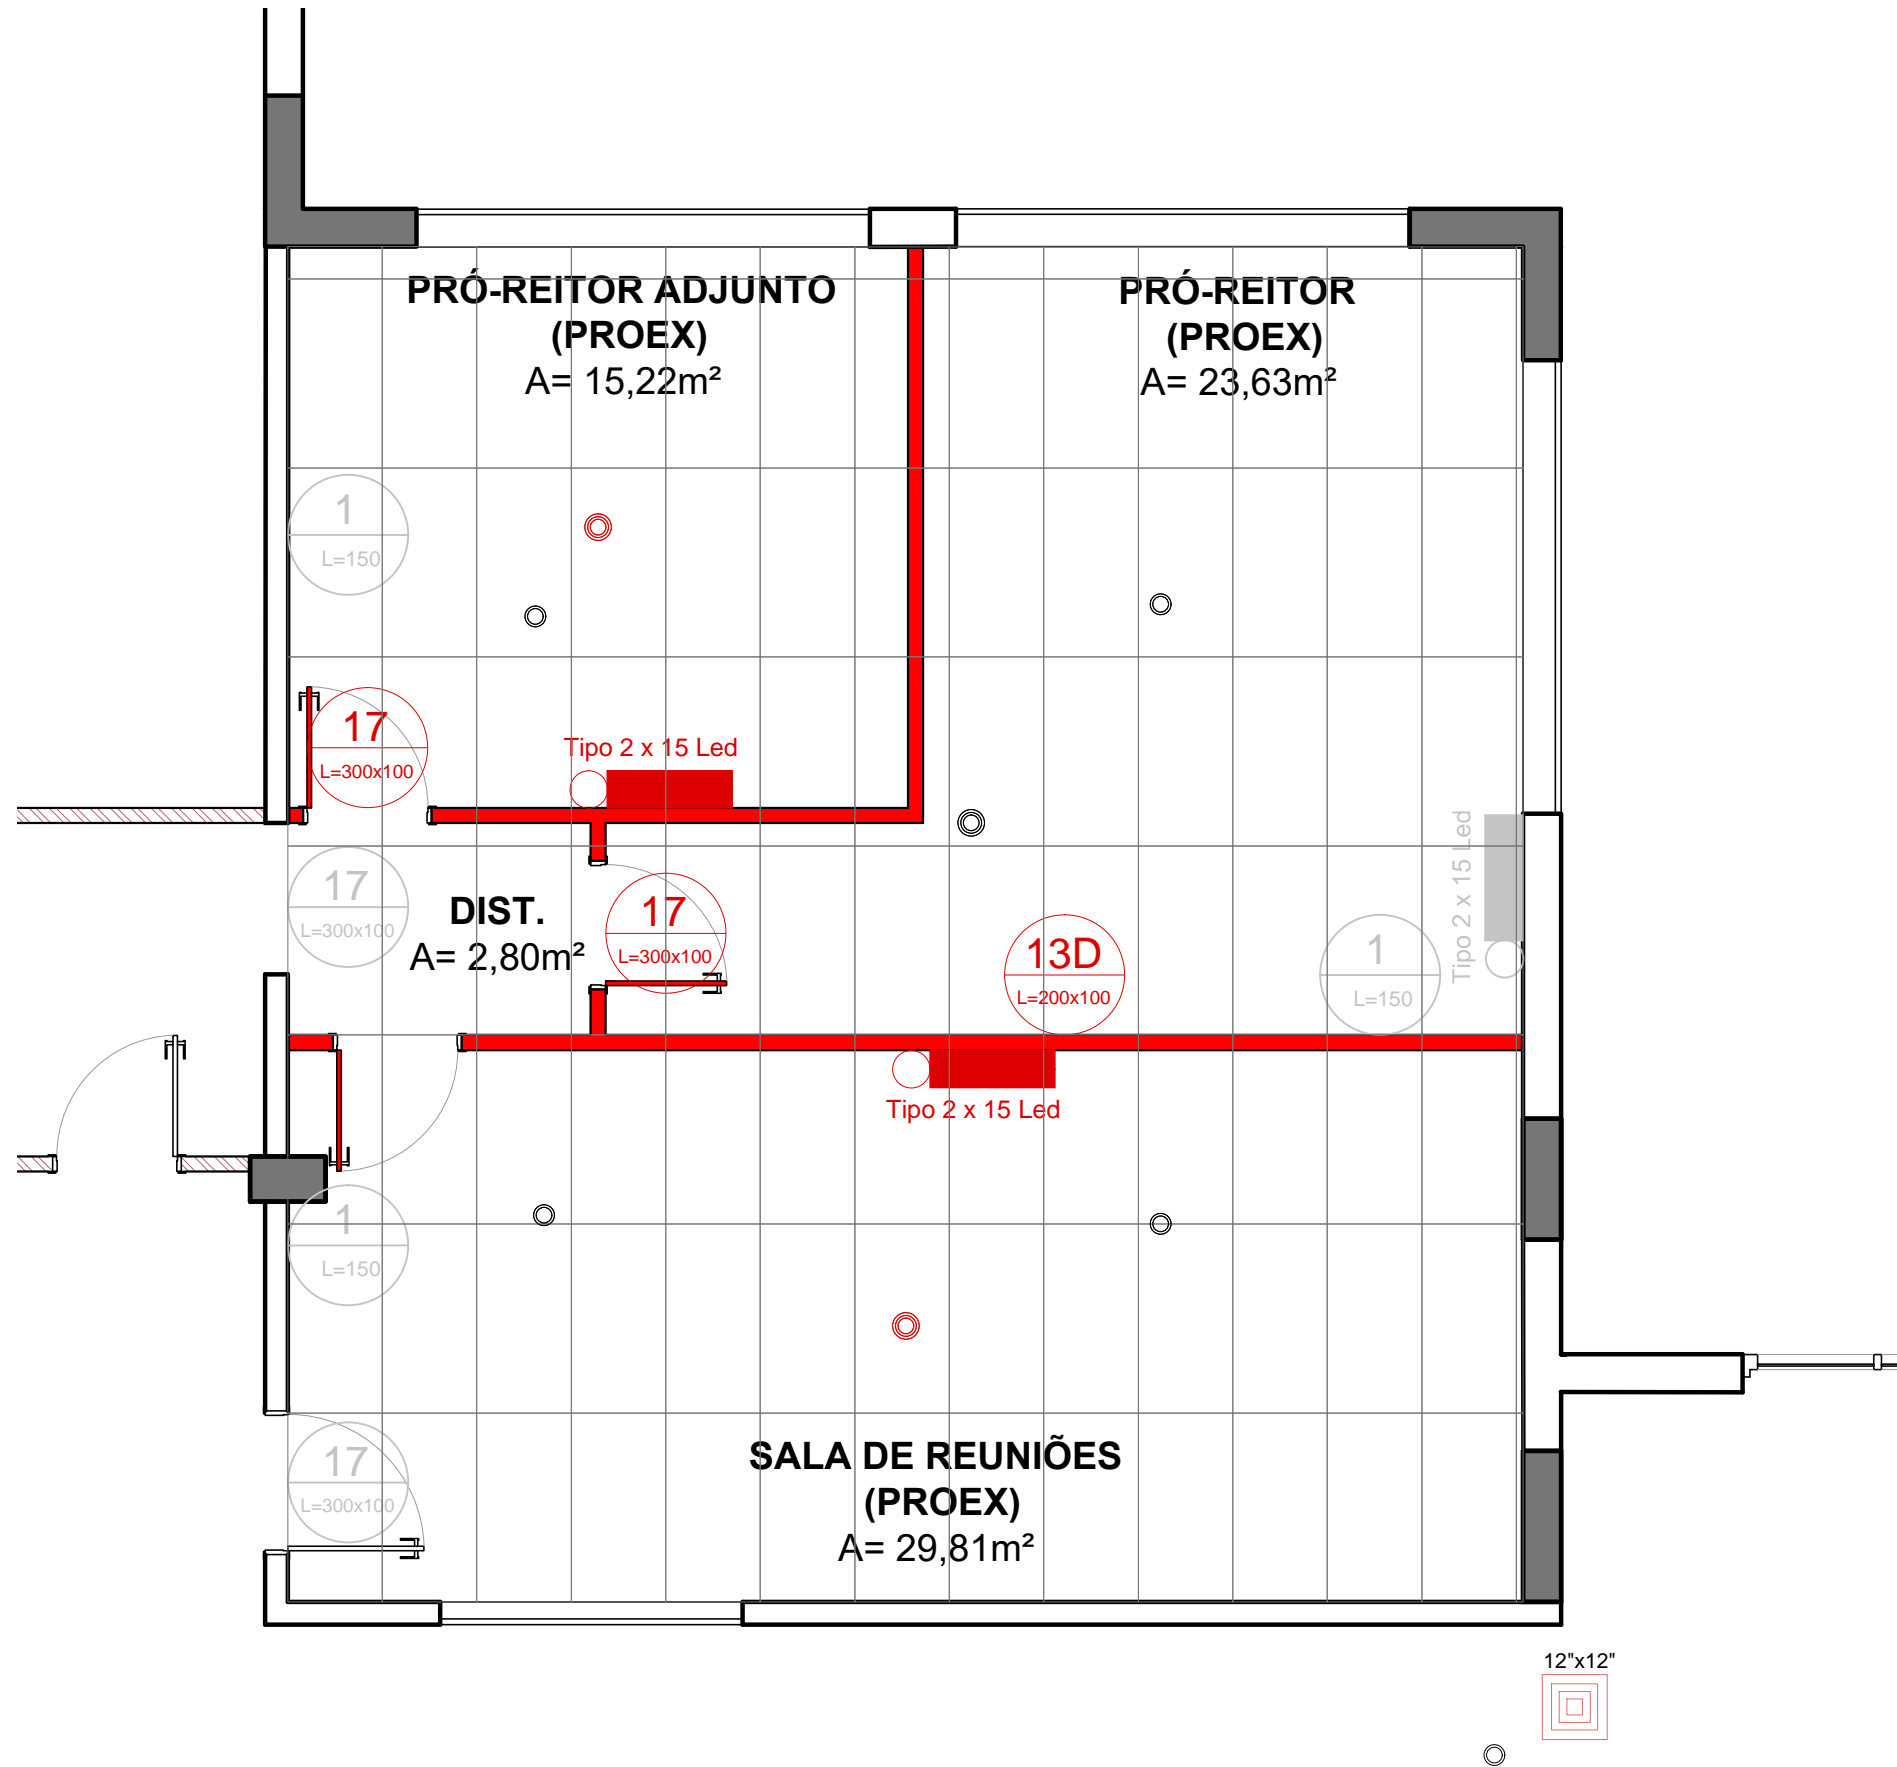 PRÓ-REITOR ADJUNTO
(PROEX)
A= 15,22m²
PRÓ-REITOR
(PROEX)
A= 23,63m²
1
L=150
17
L=300x100
Tipo 2 x 15 Led
17
L=300x100
DIST.
A= 2,80m²
17
L=300x100
13D
L=200x100
1
L=150
Tipo 2 x 15 Led
Tipo 2 x 15 Led
1
L=150
17
L=300x100
SALA DE REUNIÕES
(PROEX)
A= 29,81m²
12"x12"